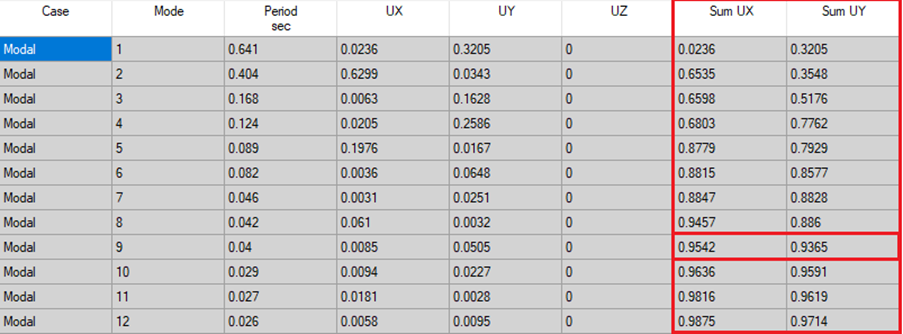 Case Mode Period sec UX UY UZ Sum UX Sum UY
Modal 1 0.641 0.0236 0.3205 0 0.0236 0.3205
Modal 2 0.404 0.6299 0.0343 0 0.6535 0.3548
Modal 3 0.168 0.0063 0.1628 0 0.6598 0.5176
Modal 4 0.124 0.0205 0.2586 0 0.6803 0.7762
Modal 5 0.089 0.1976 0.0167 0 0.8779 0.7929
Modal 6 0.082 0.0036 0.0648 0 0.8815 0.8577
Modal 7 0.046 0.0031 0.0251 0 0.8847 0.8828
Modal 8 0.042 0.061 0.0032 0 0.9457 0.886
Modal 9 0.04 0.0085 0.0505 0 0.9542 0.9365
Modal 10 0.029 0.0094 0.0227 0 0.9636 0.9591
Modal 11 0.027 0.0181 0.0028 0 0.9816 0.9619
Modal 12 0.026 0.0058 0.0095 0 0.9875 0.9714